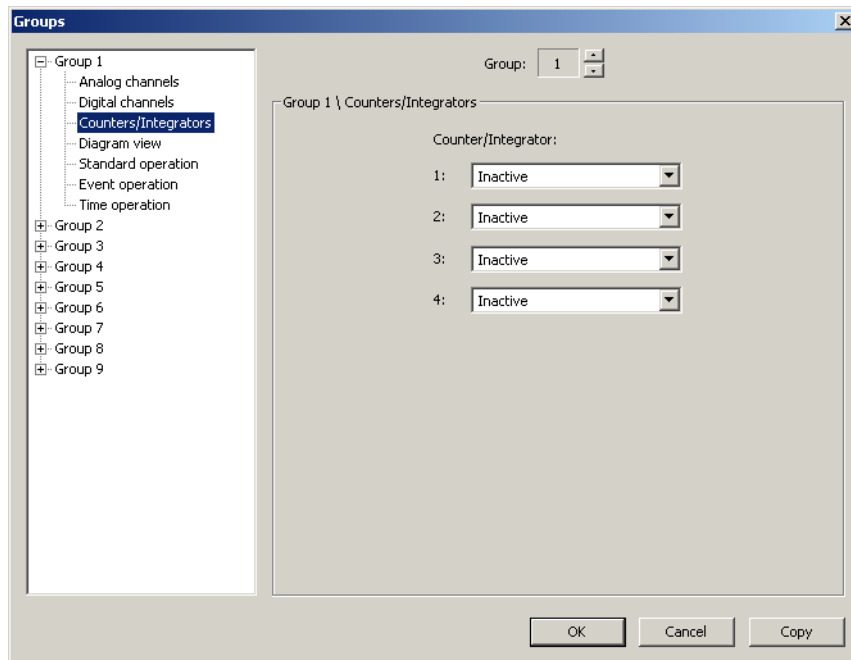 Groups
Group 1
Analog channels
Digital channels
Counters/Integrators
Diagram view
Standard operation
Event operation
Time operation
Group 2
Group 3
Group 4
Group 5
Group 6
Group 7
Group 8
Group 9
Group: 1
Group 1 \ Counters/Integrators
Counter/Integrator:
1: Inactive
2: Inactive
3: Inactive
4: Inactive
OK Cancel Copy